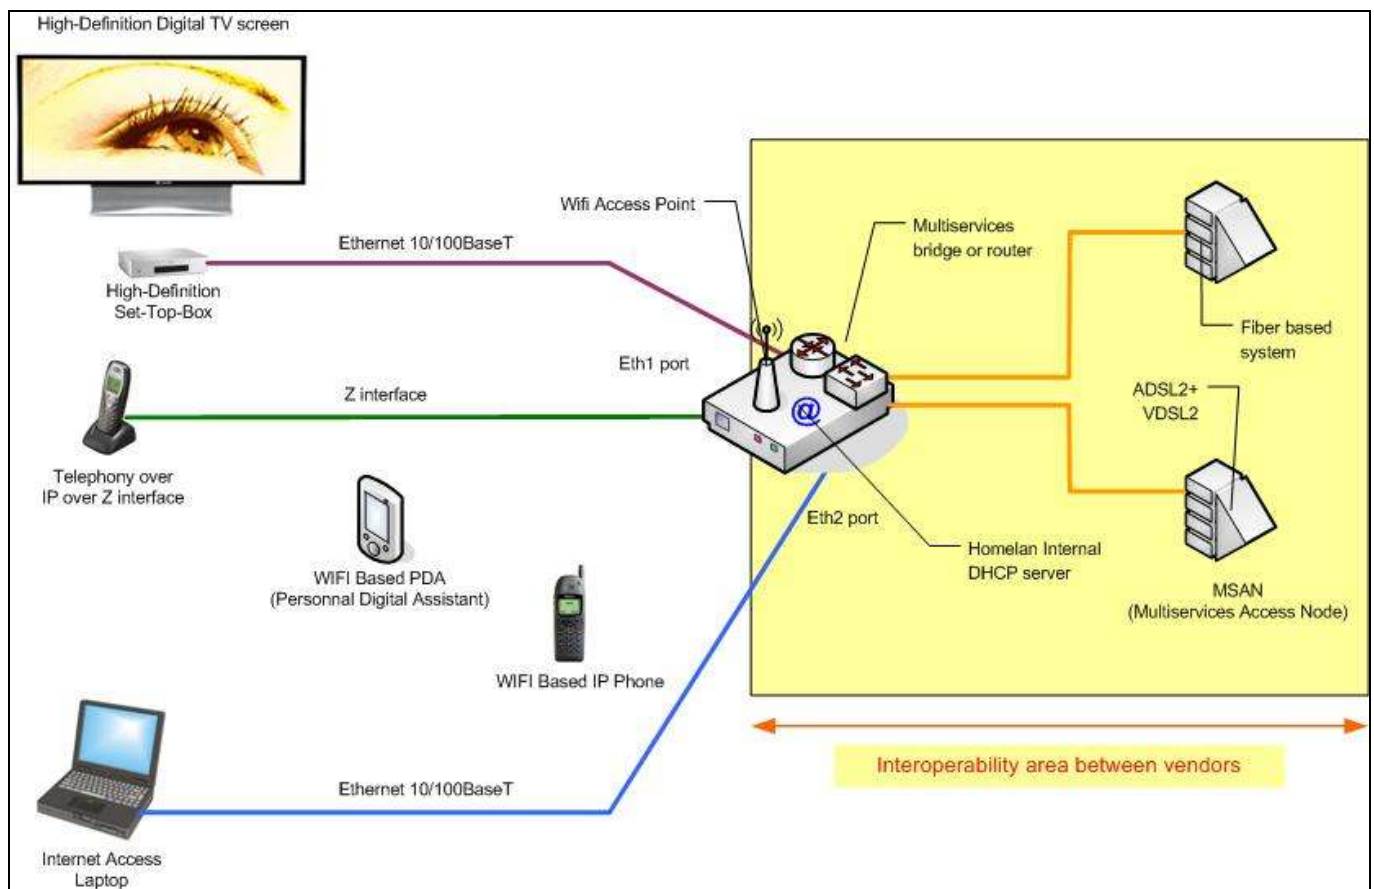 High-Definition Digital TV screen
Wifi Access Point
Multiservices
bridge or router
Ethernet 10/100BaseT
High-Definition
Set-Top-Box
Fiber based
system
Eth1 port
Z interface
ADSL2+
VDSL2
@
Telephony over
IP over Z interface
Eth2 port
Homelan Internal
DHCP server
WIFI Based PDA
(Personnal Digital Assistant)
MSAN
(Multiservices Access Node)
WIFI Based IP Phone
Interoperability area between vendors
Ethernet 10/100BaseT
Internet Access
Laptop